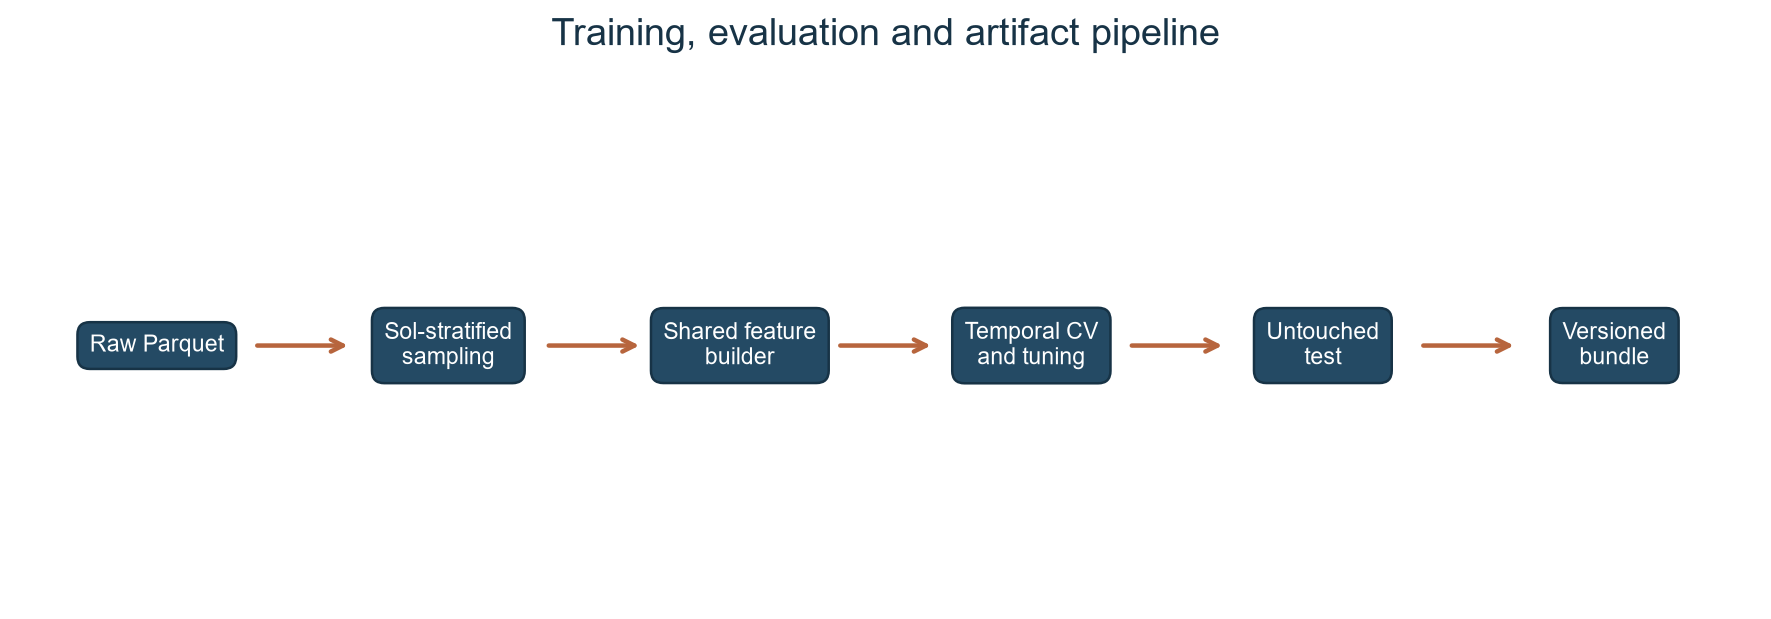 Training, evaluation and artifact pipeline
Raw Parquet
Sol-stratified
sampling
Shared feature
builder
Temporal CV
and tuning
Untouched
test
Versioned
bundle